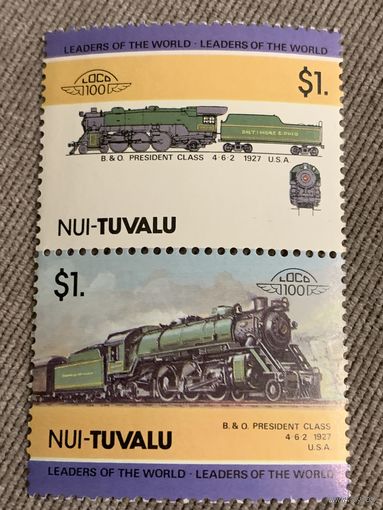 LEADERS OF THE WORLD · LEADERS OF THE WORLD
LOCO
100
$1.
BALTIMORE & OHIO
B. & O. PRESIDENT CLASS 4-6-2 1927 U.S.A.
NUI-TUVALU
$1.
LOCO
100
NUI-TUVALU
B. & O. PRESIDENT CLASS
4-6-2 1927
U.S.A.
LEADERS OF THE WORLD · LEADERS OF THE WORLD